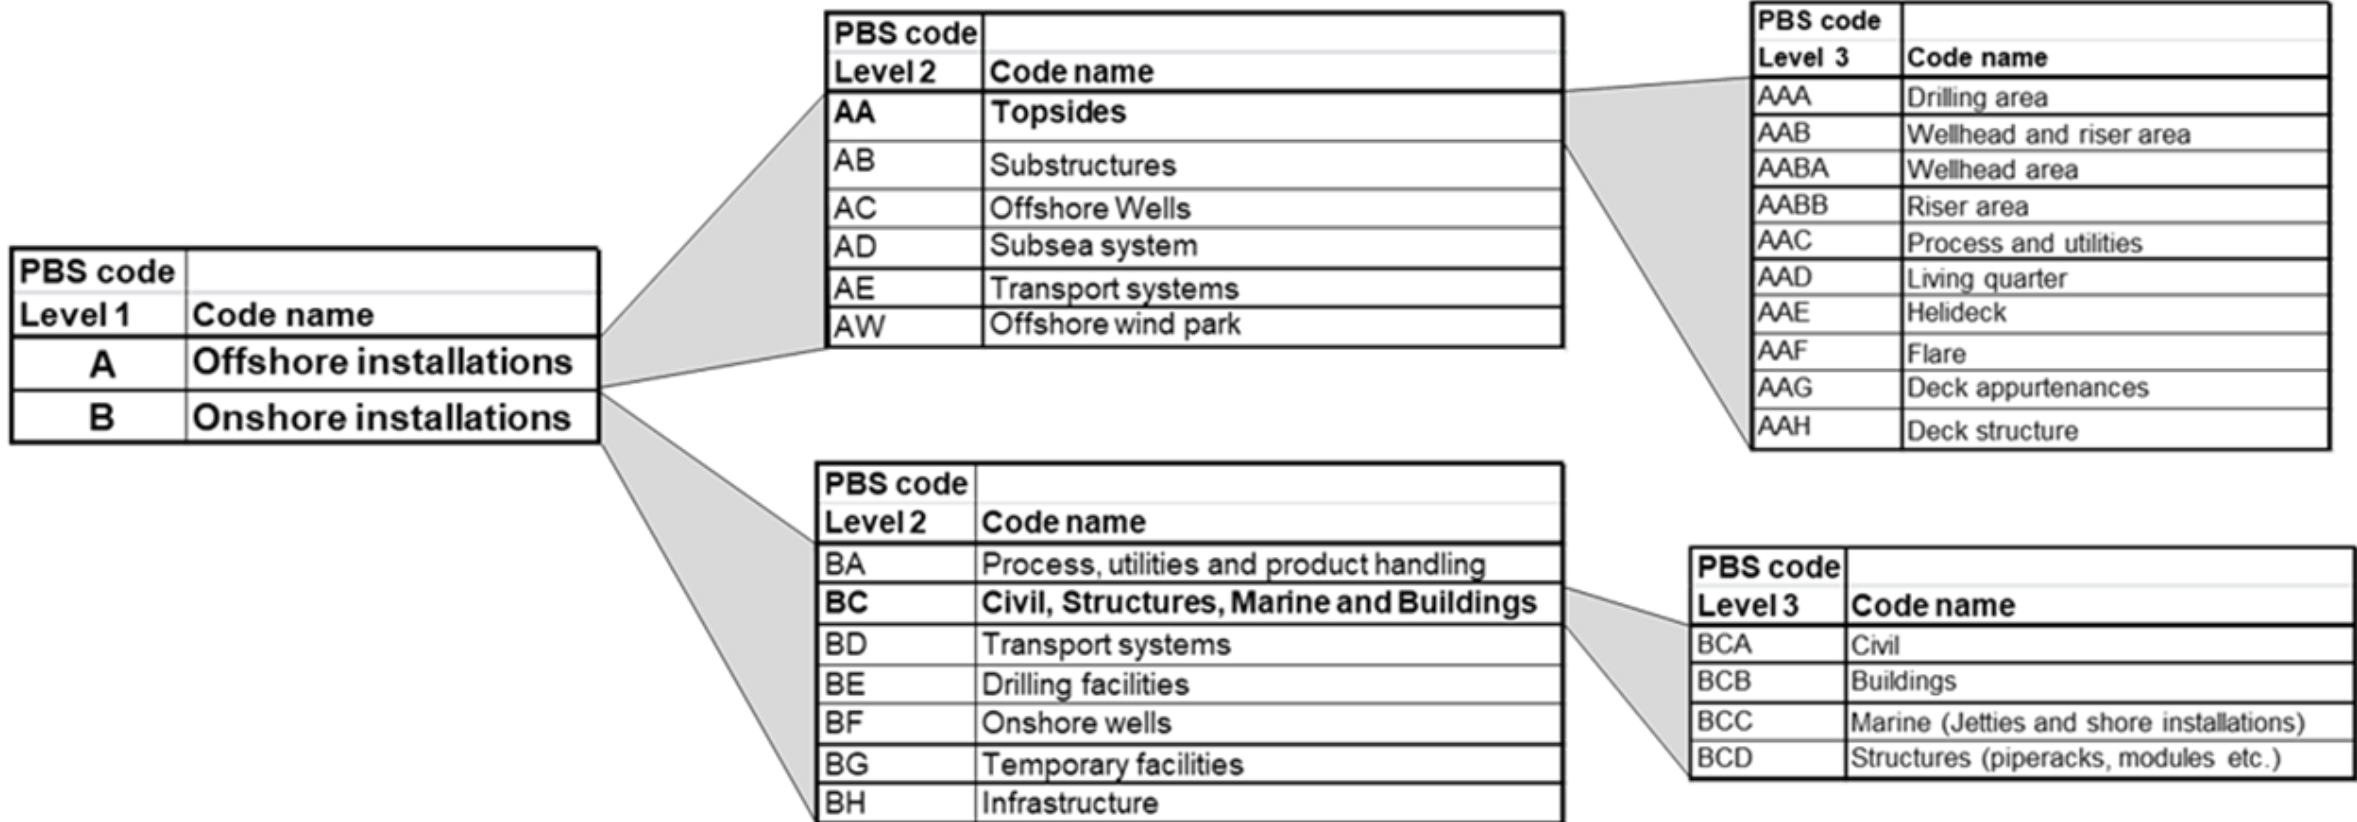 PBS code
Level 1 Code name
A Offshore installations
B Onshore installations
PBS code
Level 2 Code name
AA Topsides
AB Substructures
AC Offshore Wells
AD Subsea system
AE Transport systems
AW Offshore wind park
PBS code
Level 3 Code name
AAA Drilling area
AAB Wellhead and riser area
AABA Wellhead area
AABB Riser area
AAC Process and utilities
AAD Living quarter
AAE Helideck
AAF Flare
AAG Deck appurtenances
AAH Deck structure
PBS code
Level 2 Code name
BA Process, utilities and product handling
BC Civil, Structures, Marine and Buildings
BD Transport systems
BE Drilling facilities
BF Onshore wells
BG Temporary facilities
BH Infrastructure
PBS code
Level 3 Code name
BCA Civil
BCB Buildings
BCC Marine (Jetties and shore installations)
BCD Structures (piperacks, modules etc.)